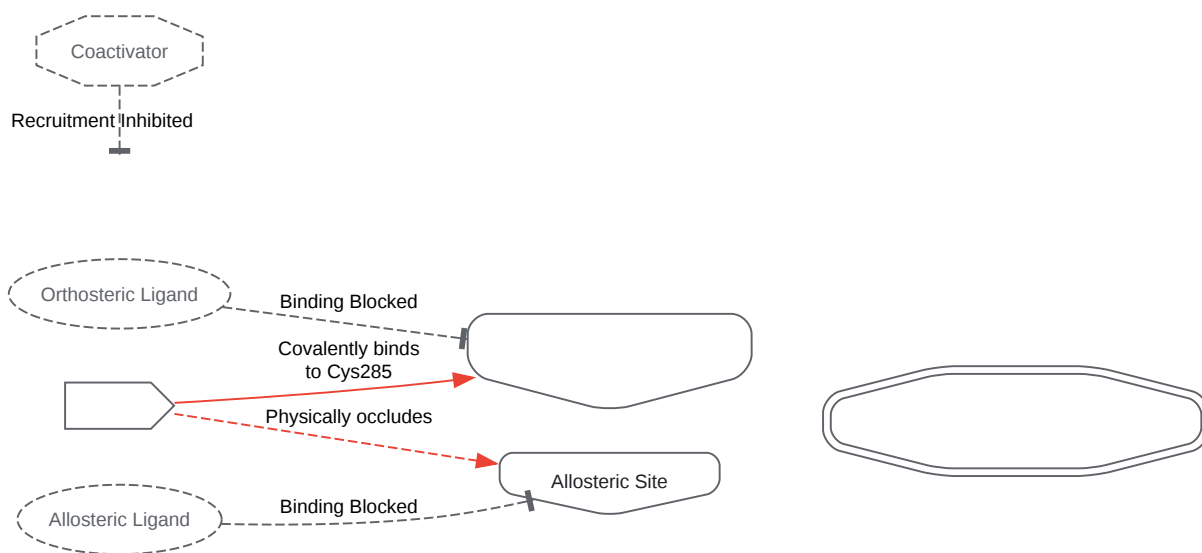 Coactivator
Recruitment Inhibited
Orthosteric Ligand
Binding Blocked
Covalently binds
to Cys285
Physically occludes
Allosteric Site
Allosteric Ligand
Binding Blocked